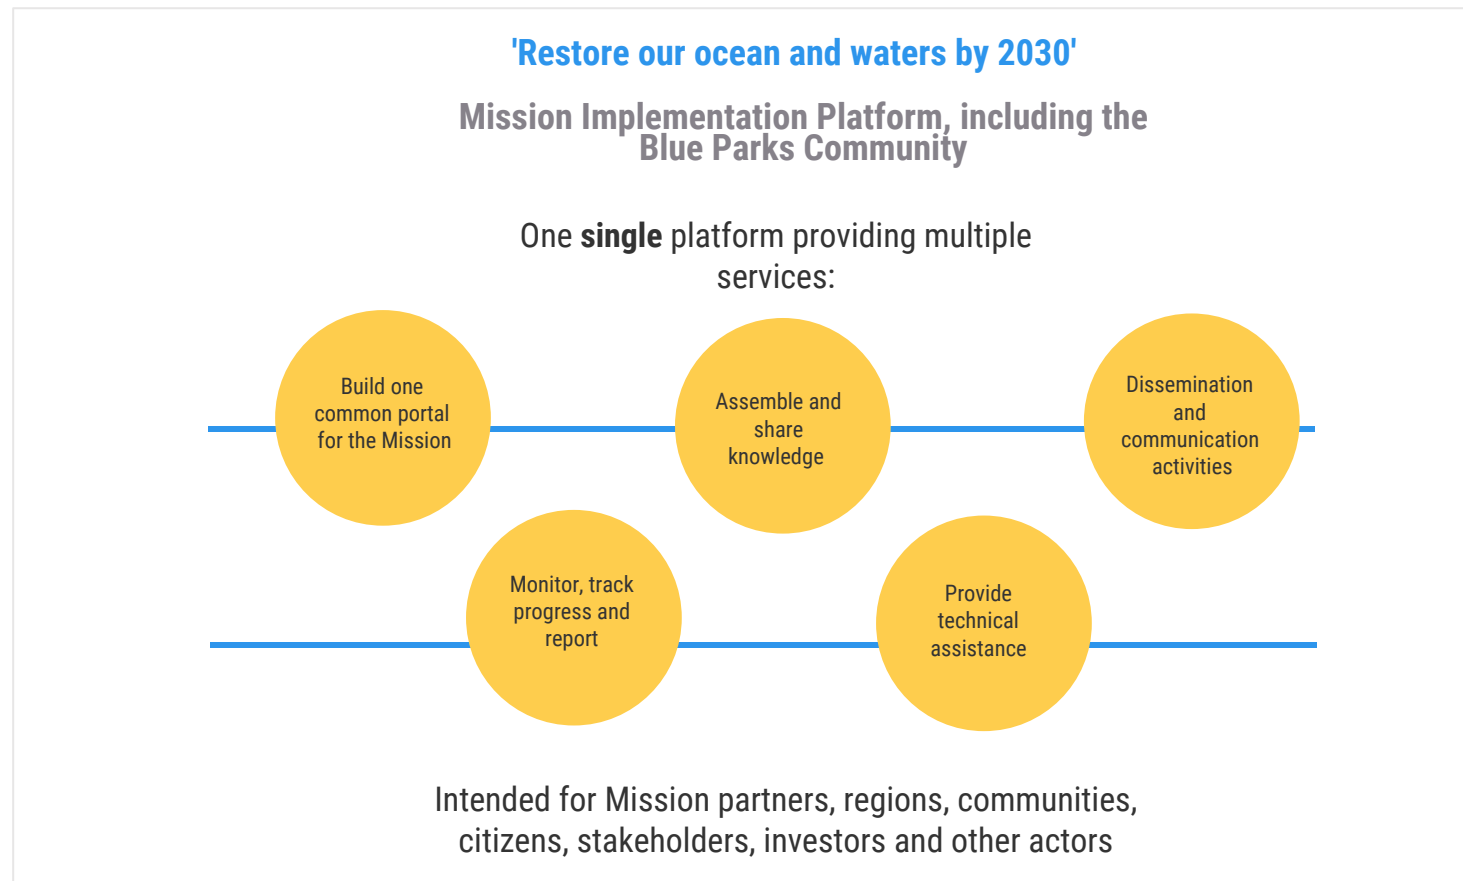 'Restore our ocean and waters by 2030'
Mission Implementation Platform, including the
Blue Parks Community
One single platform providing multiple
services:
Build one
common portal
for the Mission
Assemble and
share
knowledge
Dissemination
and
communication
activities
Monitor, track
progress and
report
Provide
technical
assistance
Intended for Mission partners, regions, communities,
citizens, stakeholders, investors and other actors